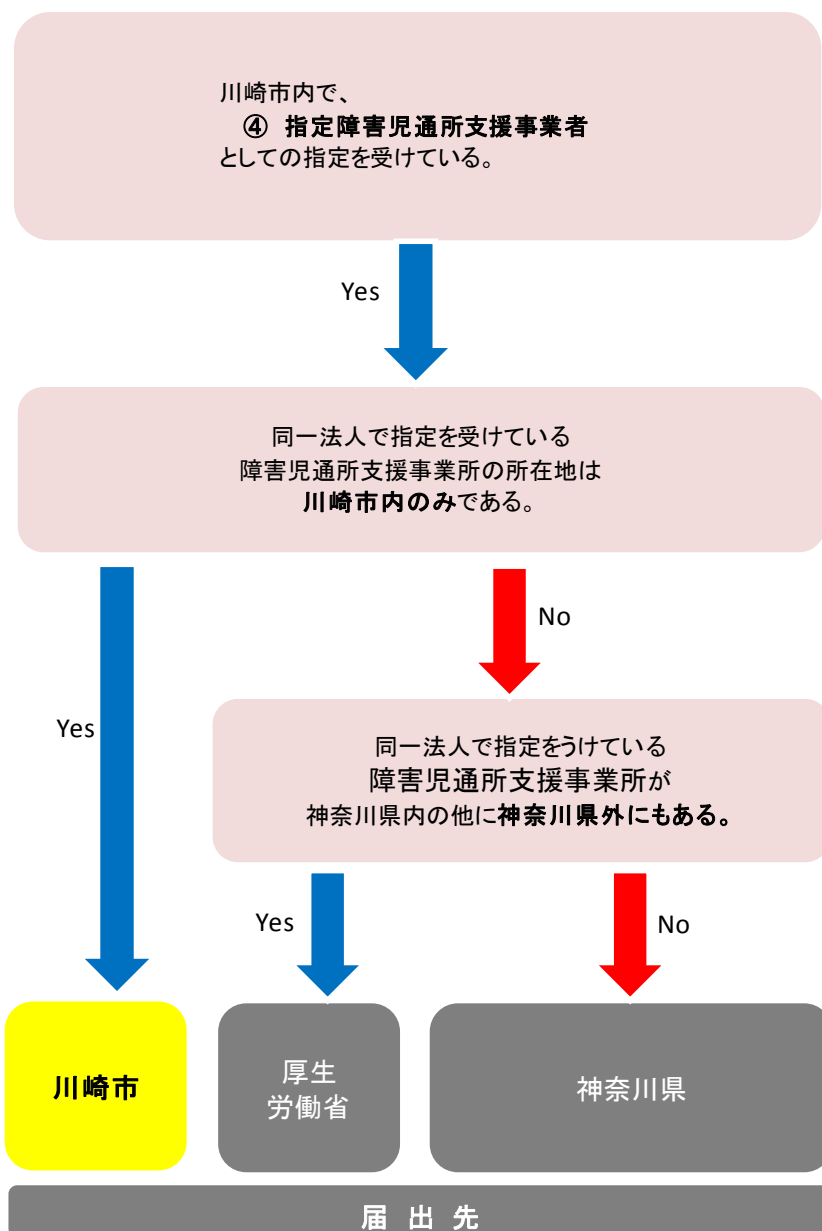 川崎市内で、
④ 指定障害児通所支援事業者
としての指定を受けている。
Yes
同一法人で指定を受けている
障害児通所支援事業所の所在地は
川崎市内のみである。
No
Yes
同一法人で指定をうけている
障害児通所支援事業所が
神奈川県内の他に神奈川県外にもある。
Yes
No
川崎市
厚生
労働省
神奈川県
届 出 先